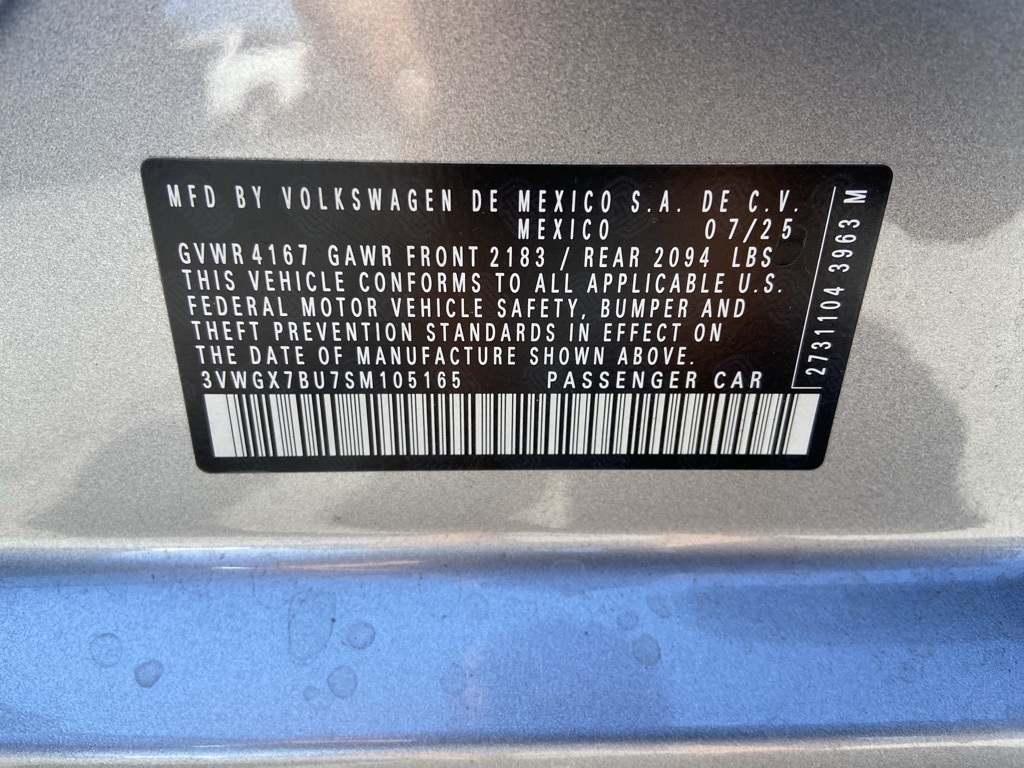 MFD BY VOLKSWAGEN DE MEXICO S.A. DE C.V.
MEXICO 07/25
GVWR 4167 GAWR FRONT 2183 / REAR 2094 LBS
THIS VEHICLE CONFORMS TO ALL APPLICABLE U.S.
FEDERAL MOTOR VEHICLE SAFETY, BUMPER AND
THEFT PREVENTION STANDARDS IN EFFECT ON
THE DATE OF MANUFACTURE SHOWN ABOVE.
3VWGX7BU7SM105165 PASSENGER CAR
2731104 3963 M